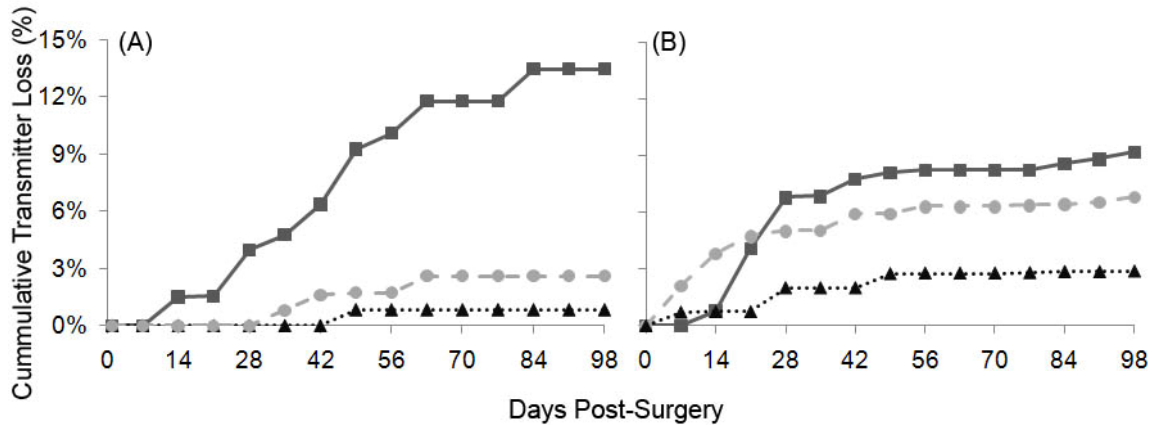 Cummulative Transmitter Loss (%)
15%
12%
9%
6%
3%
0%
(A)
0 14 28 42 56 70 84 98
(B)
0 14 28 42 56 70 84 98
Days Post-Surgery